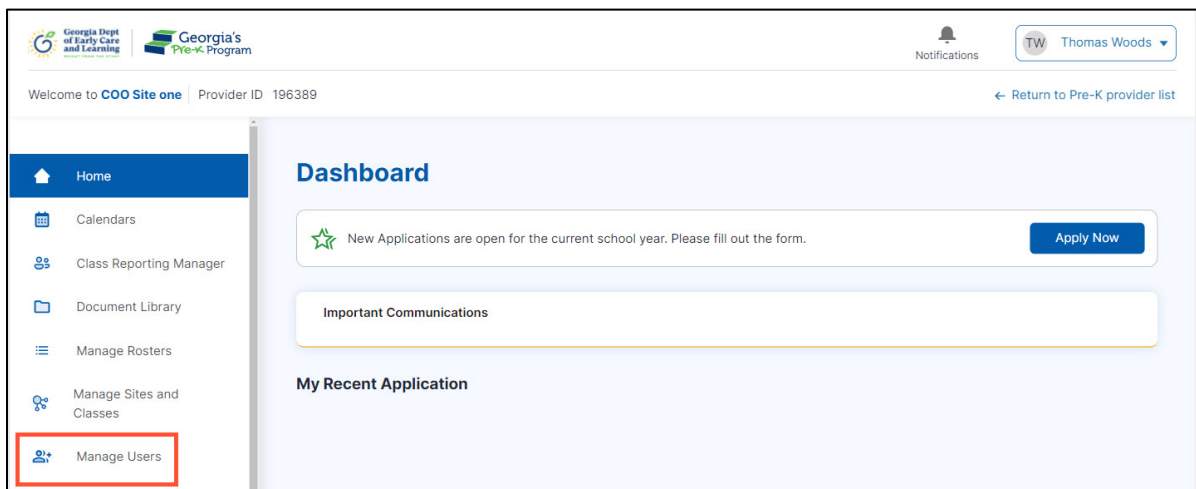 Georgia Dept
of Early Care
and Learning
Georgia's
Pre-K Program
Notifications
TW Thomas Woods
Welcome to COO Site one Provider ID 196389
← Return to Pre-K provider list
Home
Calendars
Class Reporting Manager
Document Library
Manage Rosters
Manage Sites and
Classes
Manage Users
Dashboard
New Applications are open for the current school year. Please fill out the form.
Apply Now
Important Communications
My Recent Application